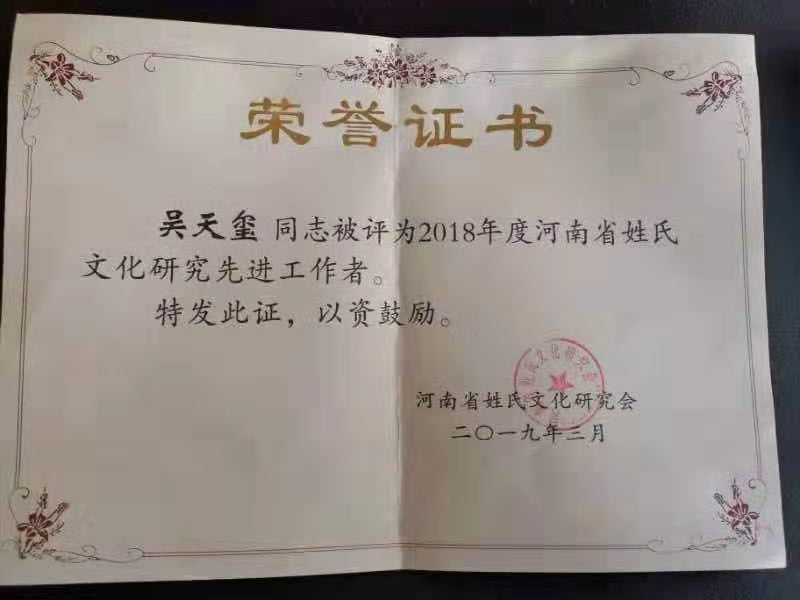 荣誉证书
吴天玺 同志被评为2018年度河南省姓氏
文化研究先进工作者。
特发此证，以资鼓励。
河南省姓氏文化研究会
二〇一九年三月